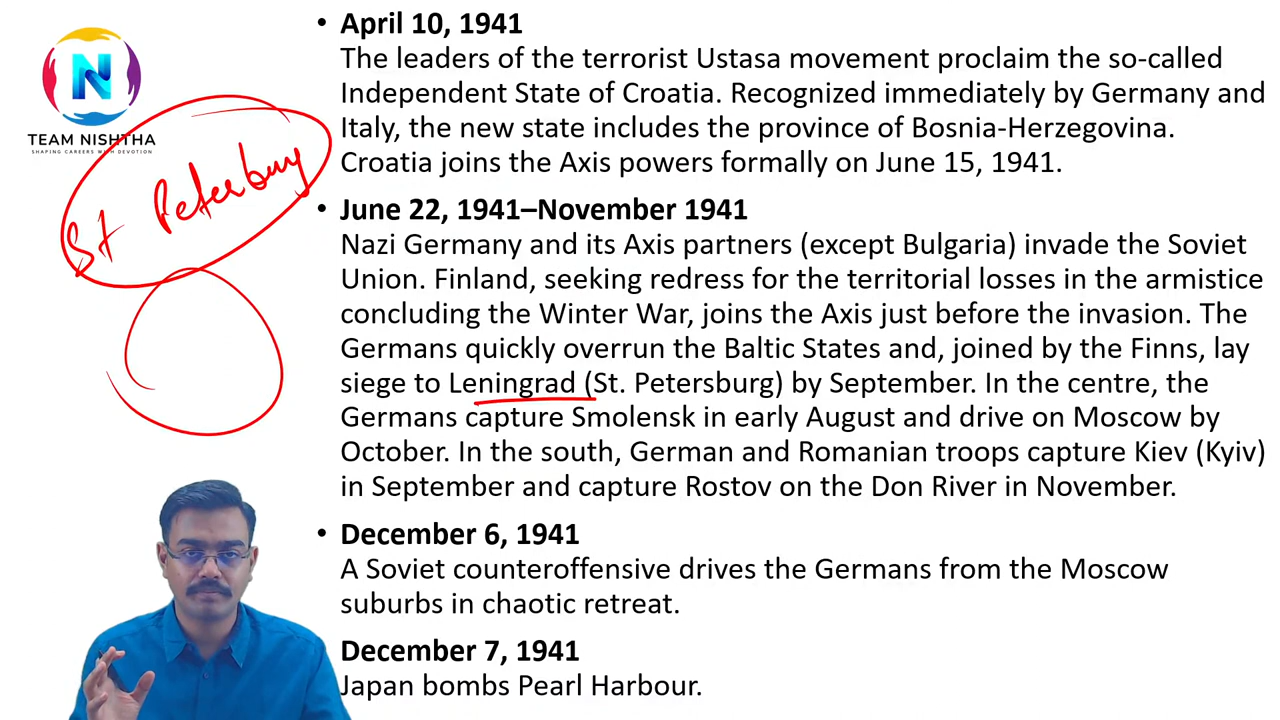 TEAM NISHTHA
SHAPING CAREERS WITH DEVOTION
St Peterburg
• April 10, 1941
The leaders of the terrorist Ustasa movement proclaim the so-called
Independent State of Croatia. Recognized immediately by Germany and
Italy, the new state includes the province of Bosnia-Herzegovina.
Croatia joins the Axis powers formally on June 15, 1941.
• June 22, 1941–November 1941
Nazi Germany and its Axis partners (except Bulgaria) invade the Soviet
Union. Finland, seeking redress for the territorial losses in the armistice
concluding the Winter War, joins the Axis just before the invasion. The
Germans quickly overrun the Baltic States and, joined by the Finns, lay
siege to Leningrad (St. Petersburg) by September. In the centre, the
Germans capture Smolensk in early August and drive on Moscow by
October. In the south, German and Romanian troops capture Kiev (Kyiv)
in September and capture Rostov on the Don River in November.
• December 6, 1941
A Soviet counteroffensive drives the Germans from the Moscow
suburbs in chaotic retreat.
December 7, 1941
Japan bombs Pearl Harbour.